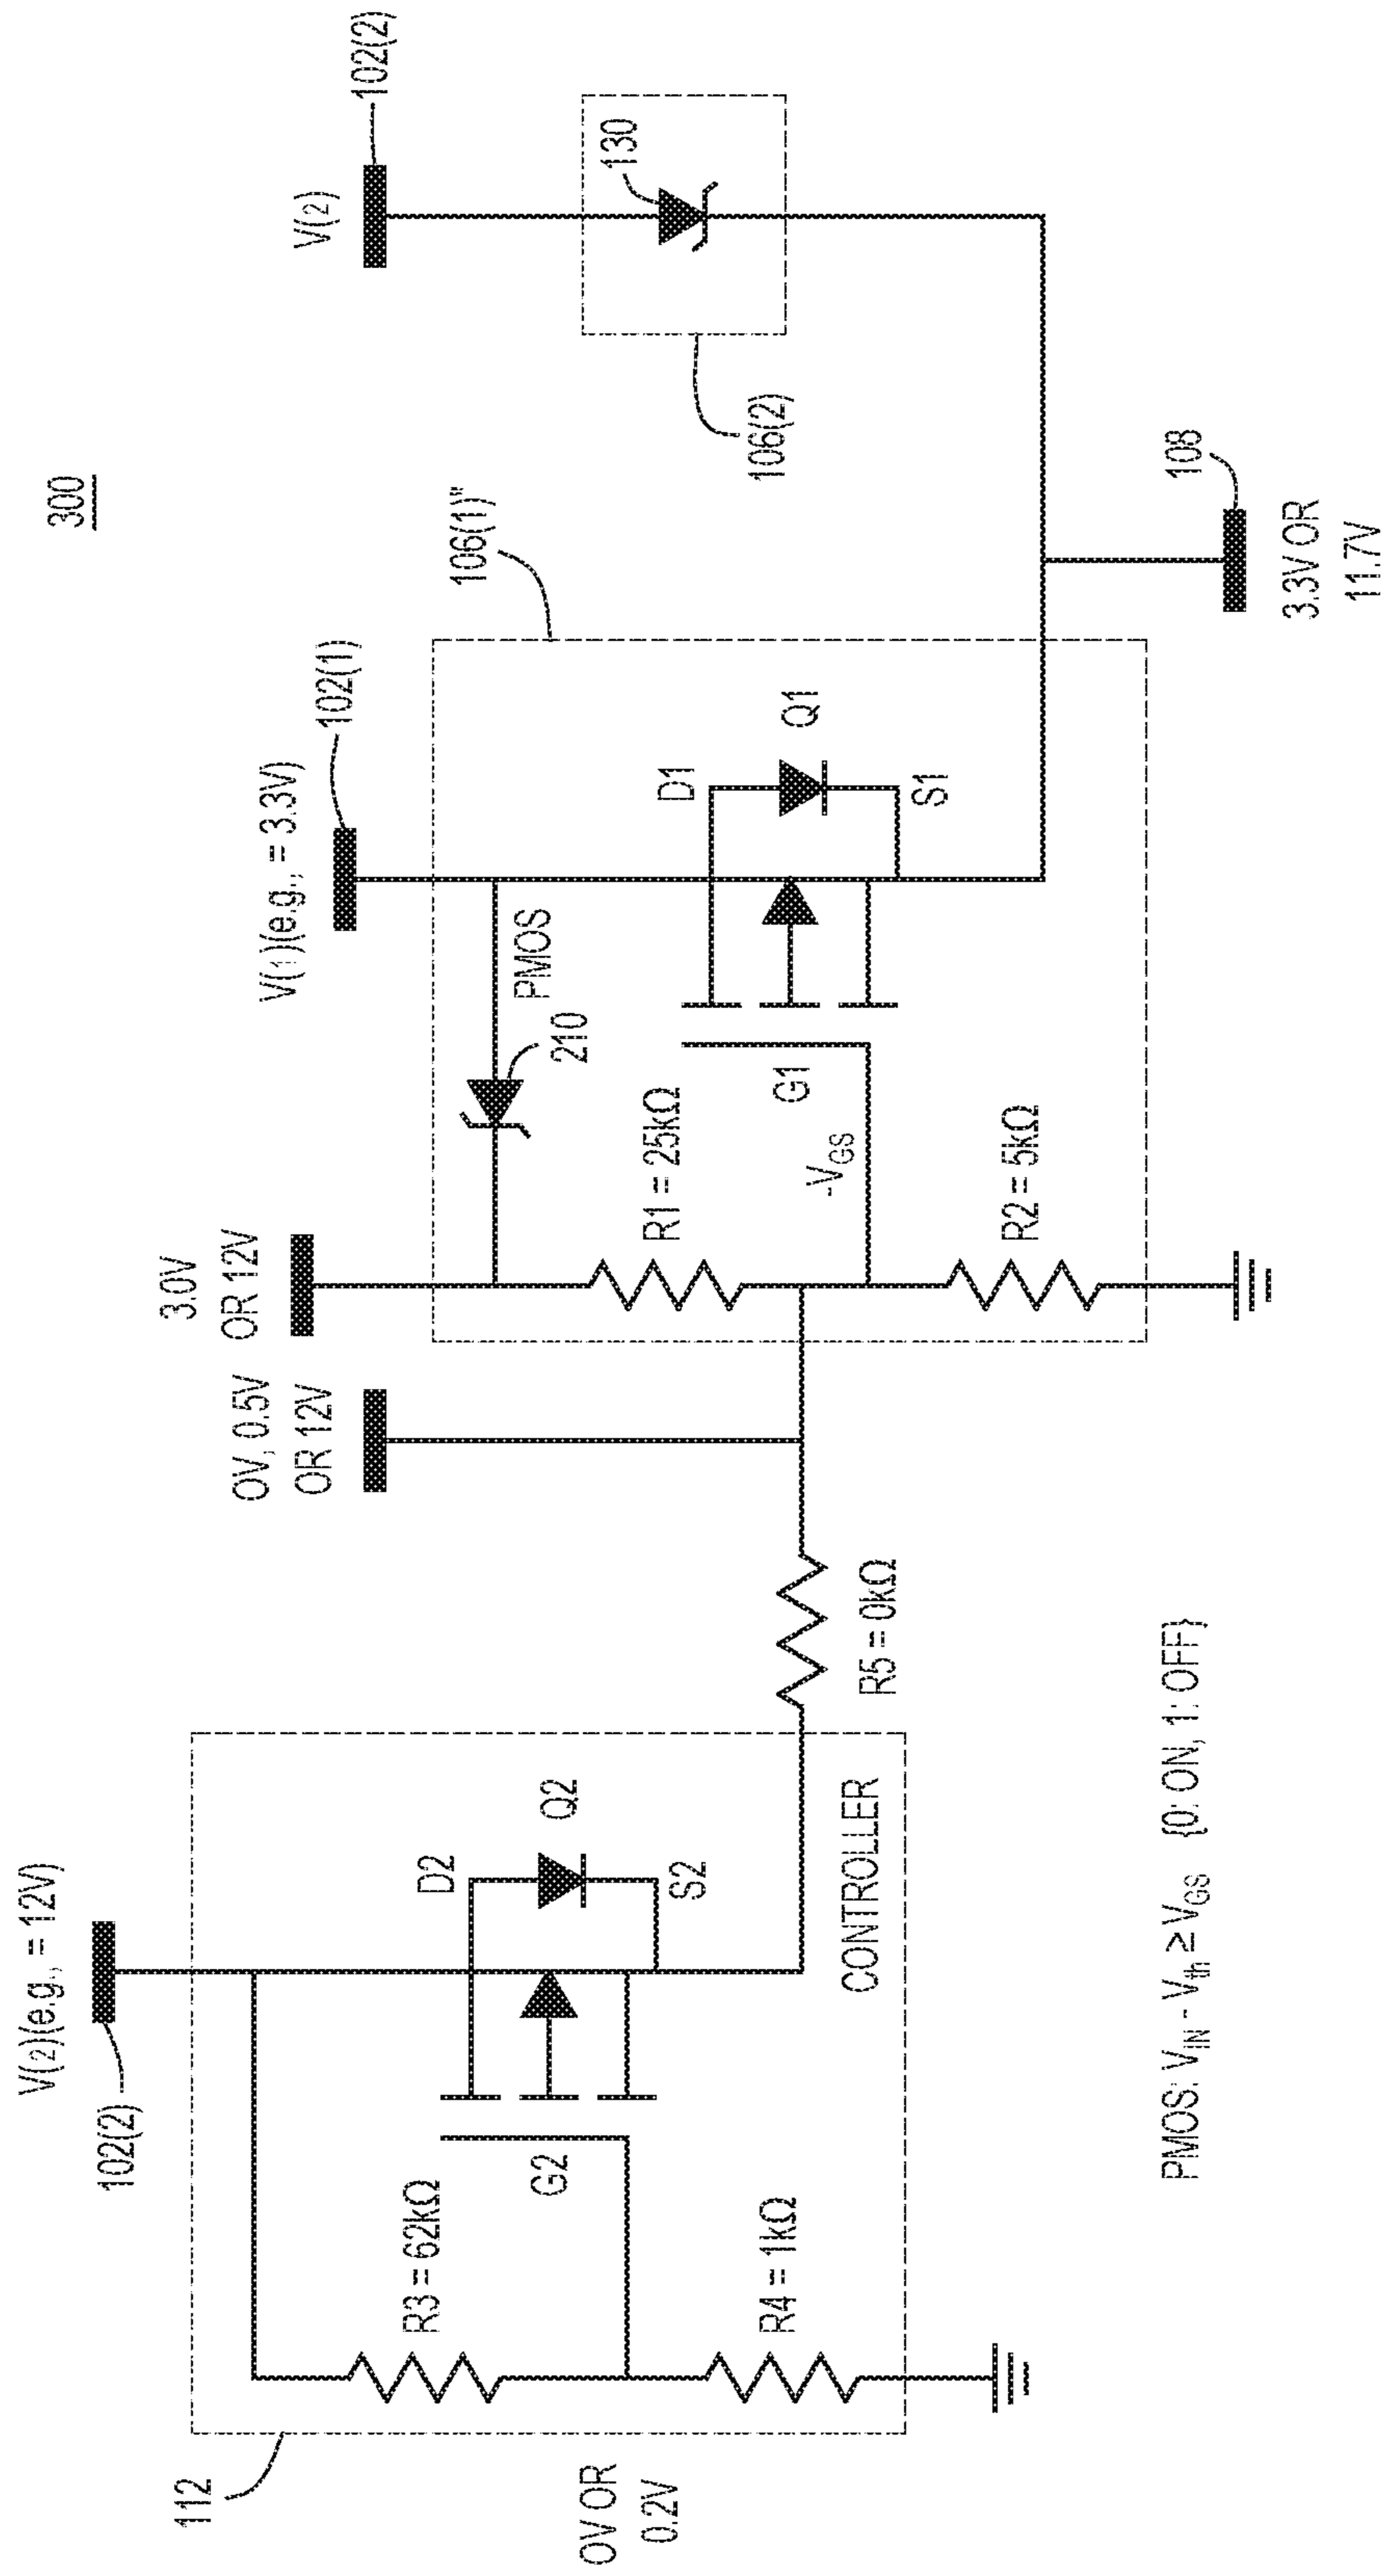 300
V(2)(e.g., = 12V)
102(2)
112
R3 = 62kΩ
G2
D2
Q2
S2
R4 = 1kΩ
CONTROLLER
0V OR
0.2V
R5 = 0kΩ
0V, 0.5V
OR 12V
3.0V
OR 12V
V(1)(e.g., = 3.3V)
102(1)
106(1)"
210
PMOS
R1 = 25kΩ
-VGS
G1
D1
Q1
S1
R2 = 5kΩ
V(2)
102(2)
130
106(2)
108
3.3V OR
11.7V
PMOS: VIN - Vth ≥ VGS {0: ON, 1: OFF}